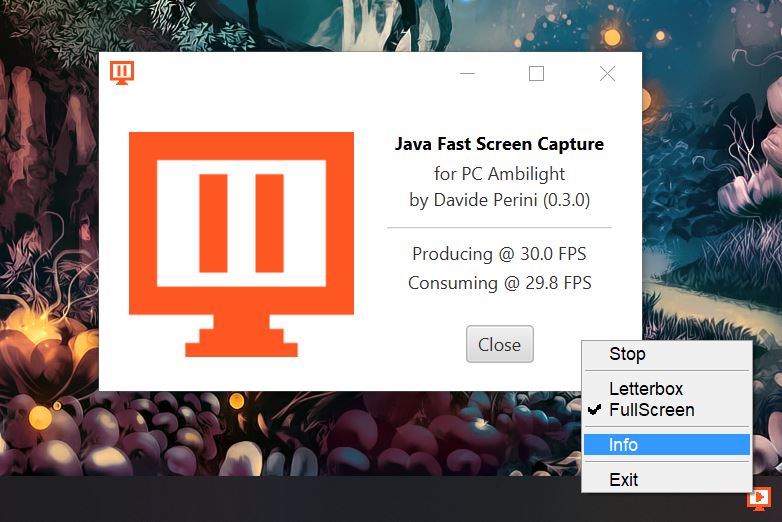 Java Fast Screen Capture
for PC Ambilight
by Davide Perini (0.3.0)
Producing @ 30.0 FPS
Consuming @ 29.8 FPS
Close
Stop
Letterbox
FullScreen
Info
Exit